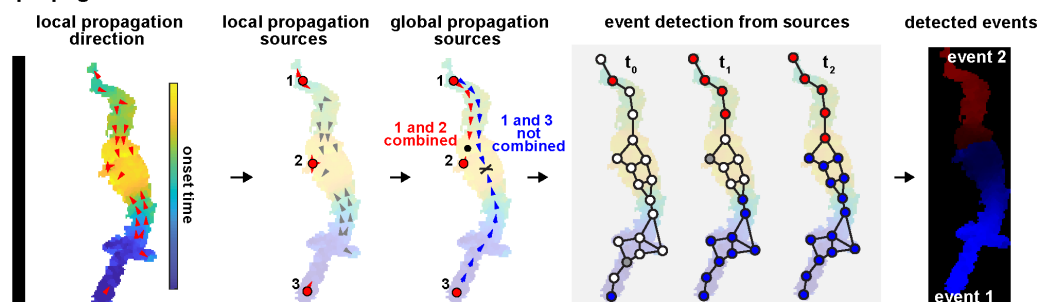 local propagation
direction
local propagation
sources
global propagation
sources
event detection from sources
detected events
onset time
1
2
3
1
2
3
1 and 2
combined
1 and 3
not
combined
t0
t1
t2
event 2
event 1